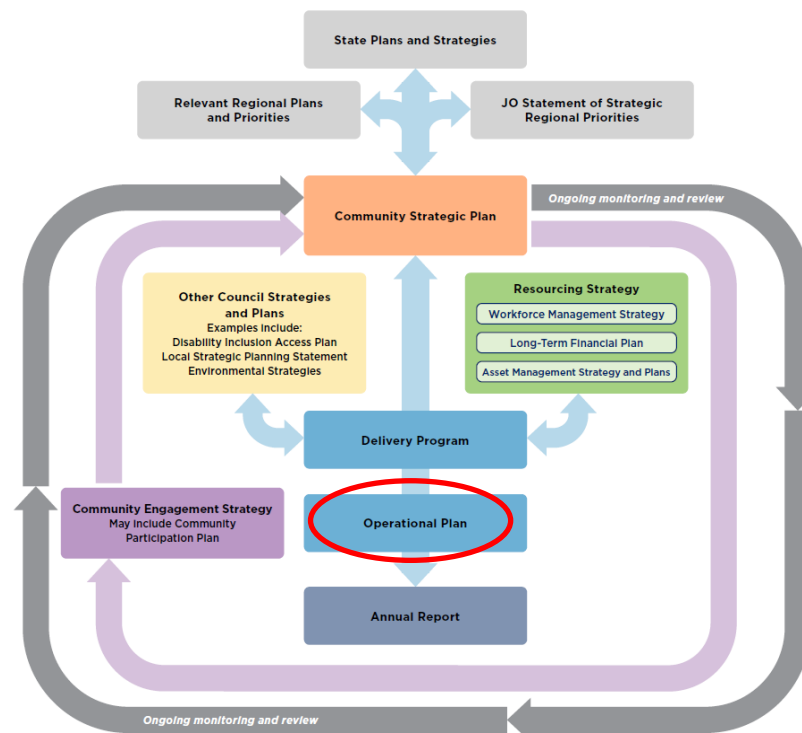 State Plans and Strategies
Relevant Regional Plans
and Priorities
JO Statement of Strategic
Regional Priorities
Community Strategic Plan
Ongoing monitoring and review
Other Council Strategies
and Plans
Examples Include:
Disability Inclusion Access Plan
Local Strategic Planning Statement
Environmental Strategies
Resourcing Strategy
Workforce Management Strategy
Long-Term Financial Plan
Asset Management Strategy and Plans
Delivery Program
Community Engagement Strategy
May Include Community
Participation Plan
Operational Plan
Annual Report
Ongoing monitoring and review